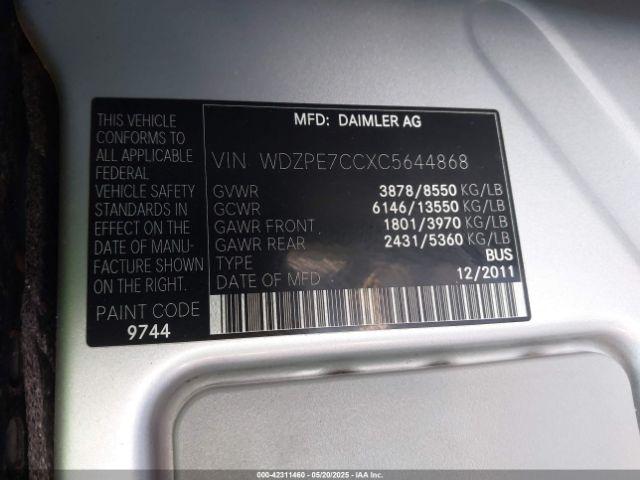 THIS VEHICLE
CONFORMS TO
ALL APPLICABLE
FEDERAL
VEHICLE SAFETY
STANDARDS IN
EFFECT ON THE
DATE OF MANU-
FACTURE SHOWN
ON THE RIGHT.
PAINT CODE
9744
MFD: DAIMLER AG
VIN WDZPE7CCXC5644868
GVWR 3878/8550 KG/LB
GCWR 6146/13550 KG/LB
GAWR FRONT 1801/3970 KG/LB
GAWR REAR 2431/5360 KG/LB
TYPE BUS
DATE OF MFD 12/2011
000-42311460 - 05/20/2025 - IAAI.com